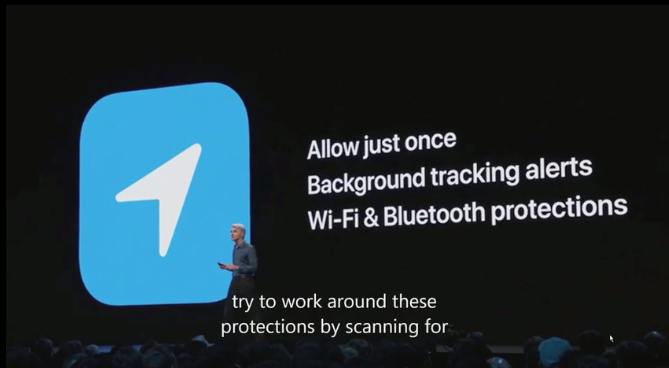 Allow just once
Background tracking alerts
Wi-Fi & Bluetooth protections
try to work around these
protections by scanning for